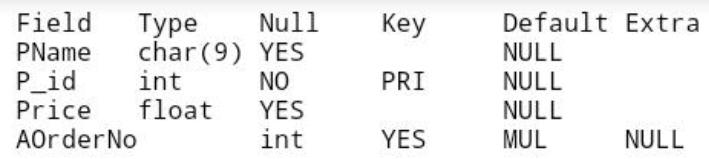 Field Type Null Key Default Extra
PName char(9) YES NULL
P_id int NO PRI NULL
Price float YES NULL
AOrderNo int YES MUL NULL